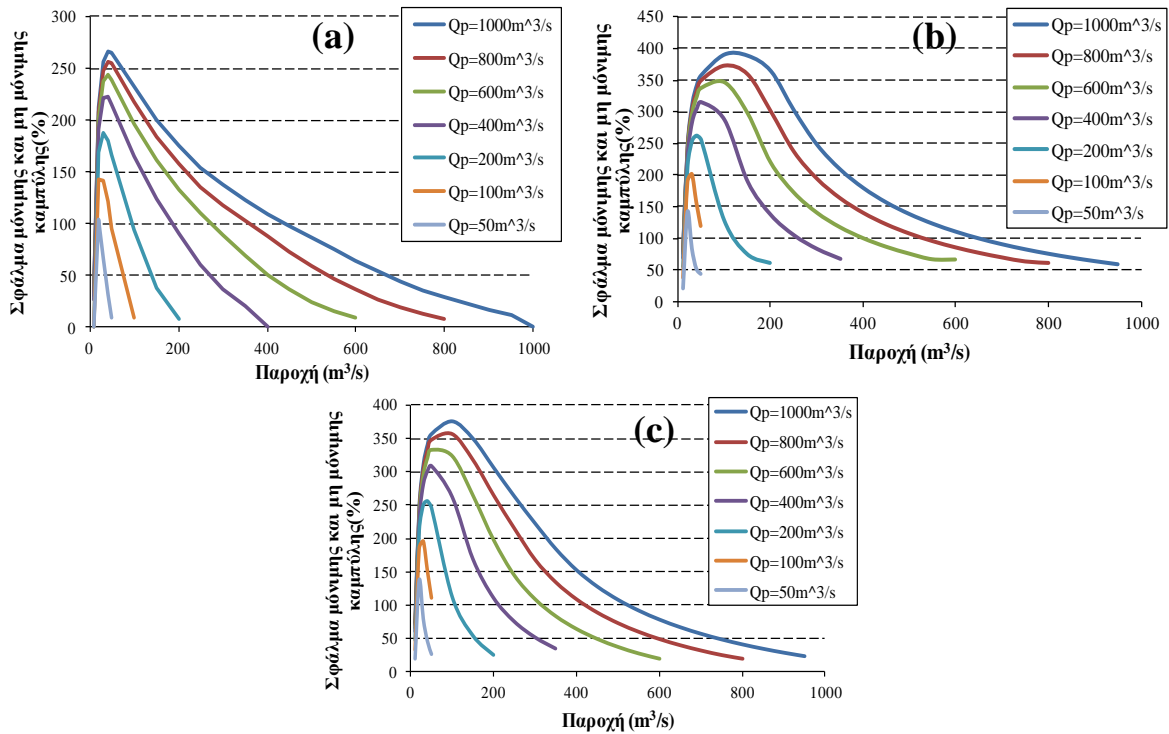 (a)
Σφάλμα μόνιμης και μη μόνιμης
καμπύλης(%)
300
250
200
150
100
50
0
0 200 400 600 800 1000
Παροχή (m³/s)
Qp=1000m^3/s
Qp=800m^3/s
Qp=600m^3/s
Qp=400m^3/s
Qp=200m^3/s
Qp=100m^3/s
Qp=50m^3/s
(b)
Σφάλμα μόνιμης και μη μόνιμης
καμπύλης(%)
450
400
350
300
250
200
150
100
50
0
0 200 400 600 800 1000
Παροχή (m³/s)
Qp=1000m^3/s
Qp=800m^3/s
Qp=600m^3/s
Qp=400m^3/s
Qp=200m^3/s
Qp=100m^3/s
Qp=50m^3/s
(c)
Σφάλμα μόνιμης και μη μόνιμης
καμπύλης(%)
400
350
300
250
200
150
100
50
0
0 200 400 600 800 1000
Παροχή (m³/s)
Qp=1000m^3/s
Qp=800m^3/s
Qp=600m^3/s
Qp=400m^3/s
Qp=200m^3/s
Qp=100m^3/s
Qp=50m^3/s